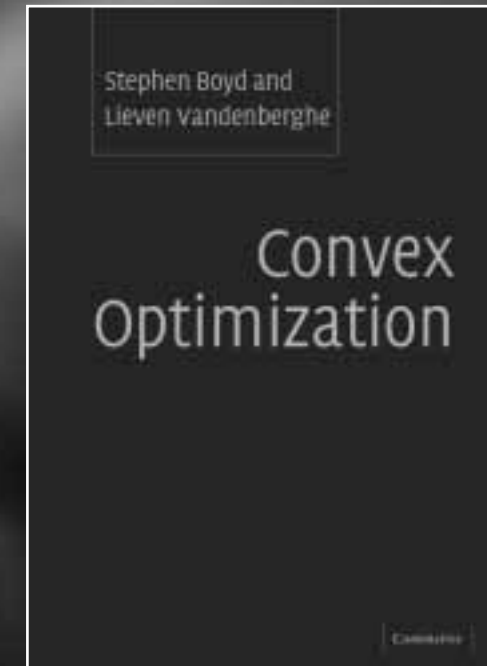 Stephen Boyd and
Lieven Vandenberghe
Convex
Optimization